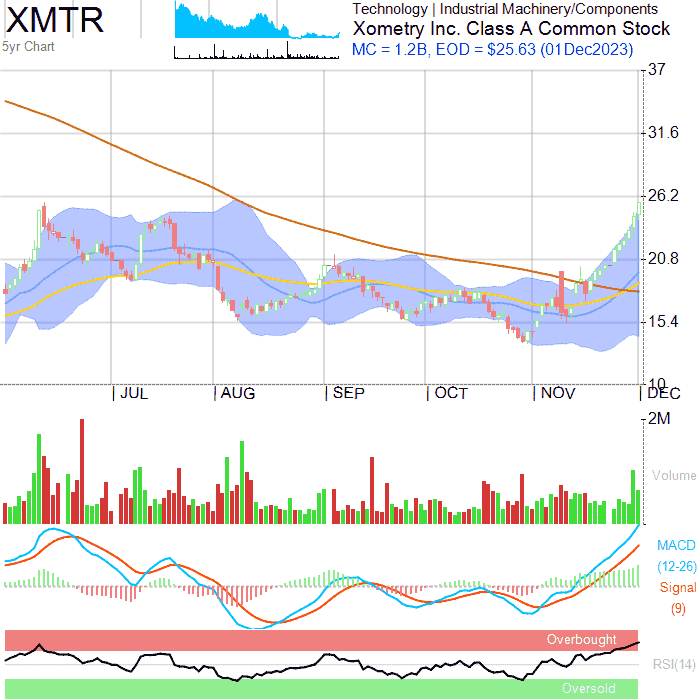 XMTR
5yr Chart
Technology | Industrial Machinery/Components
Xometry Inc. Class A Common Stock
MC = 1.2B, EOD = $25.63 (01Dec2023)
37
31.6
26.2
20.8
15.4
10
JUL AUG SEP OCT NOV DEC
2M
Volume
MACD
(12-26)
Signal
(9)
Overbought
RSI(14)
Oversold